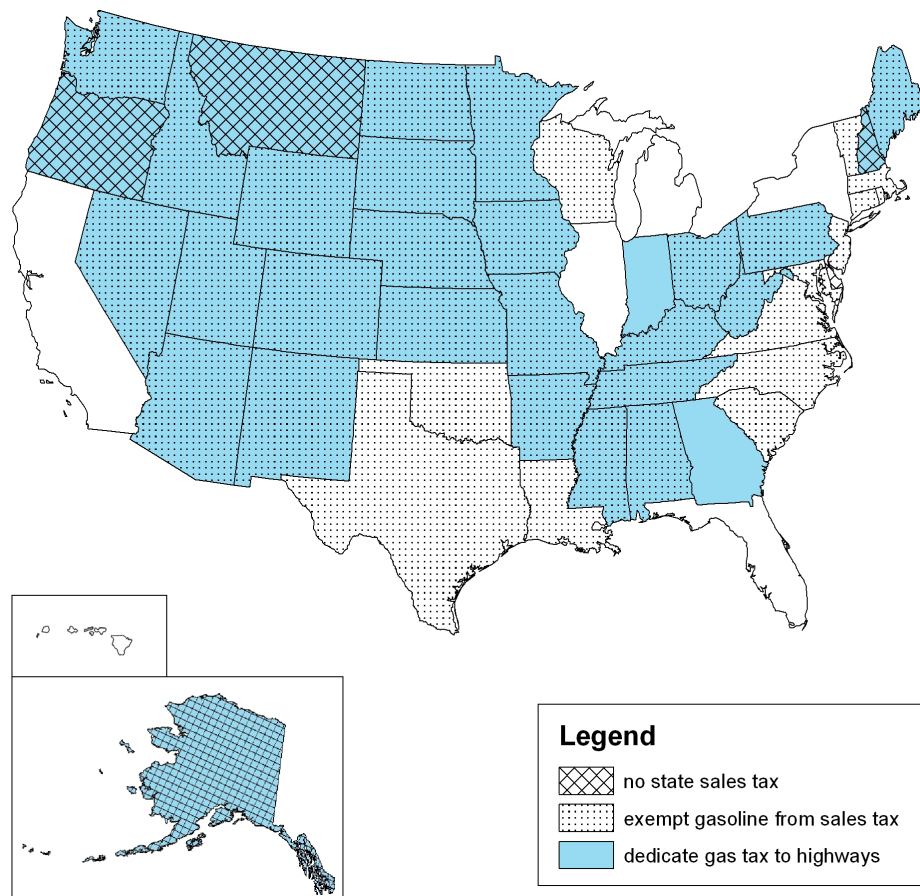 Legend
no state sales tax
exempt gasoline from sales tax
dedicate gas tax to highways